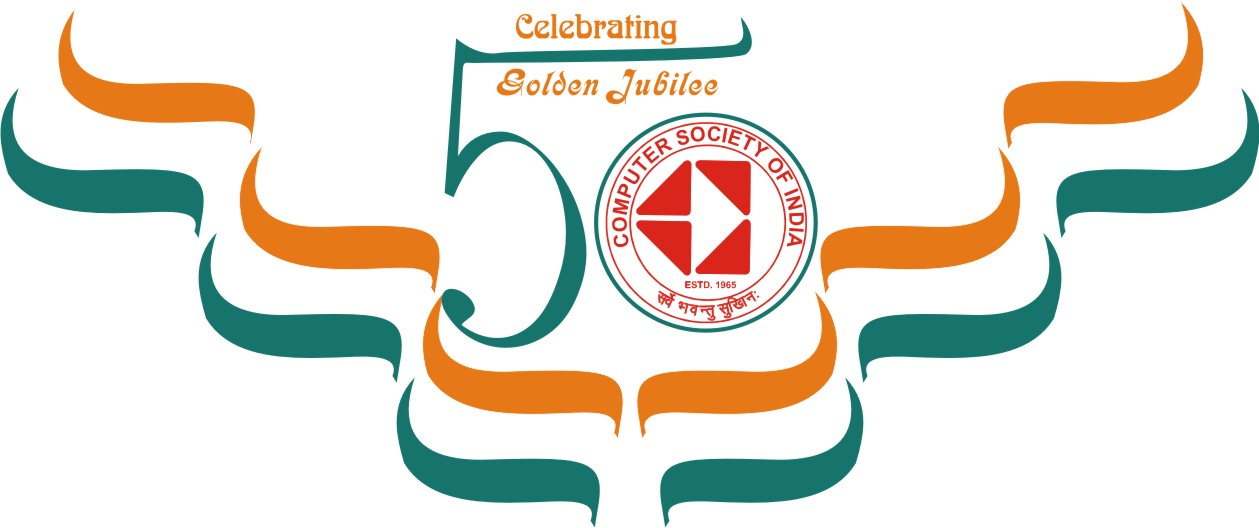 Celebrating
Golden Jubilee
50
COMPUTER SOCIETY OF INDIA
ESTD. 1965
सर्वे भवन्तु सुखिनः